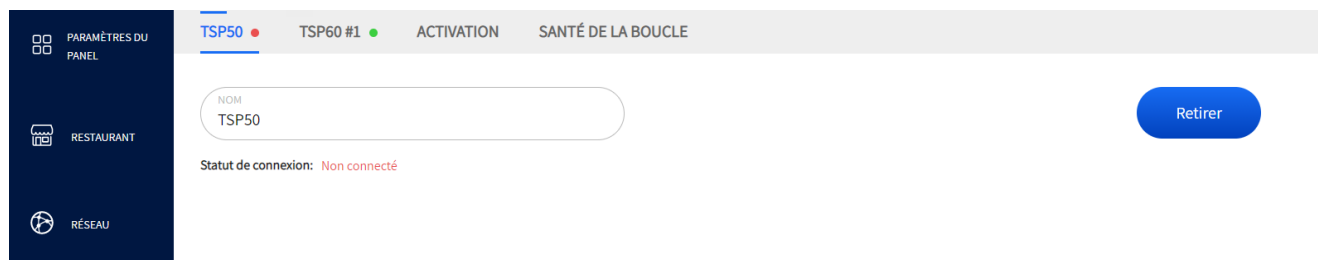 PARAMÈTRES DU
PANEL
TSP50
TSP60 #1
ACTIVATION
SANTÉ DE LA BOUCLE
NOM
TSP50
Retirer
RESTAURANT
Statut de connexion: Non connecté
RÉSEAU